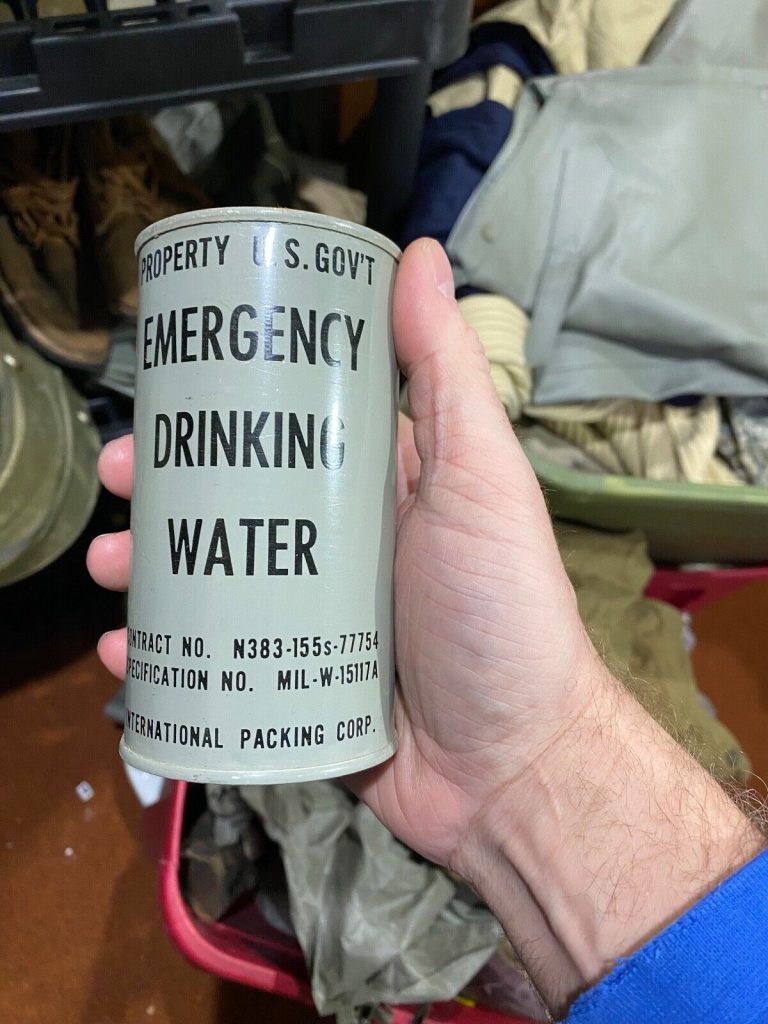 PROPERTY U.S. GOV'T
EMERGENCY
DRINKING
WATER
CONTRACT NO. N383-155s-77754
SPECIFICATION NO. MIL-W-15117A
INTERNATIONAL PACKING CORP.